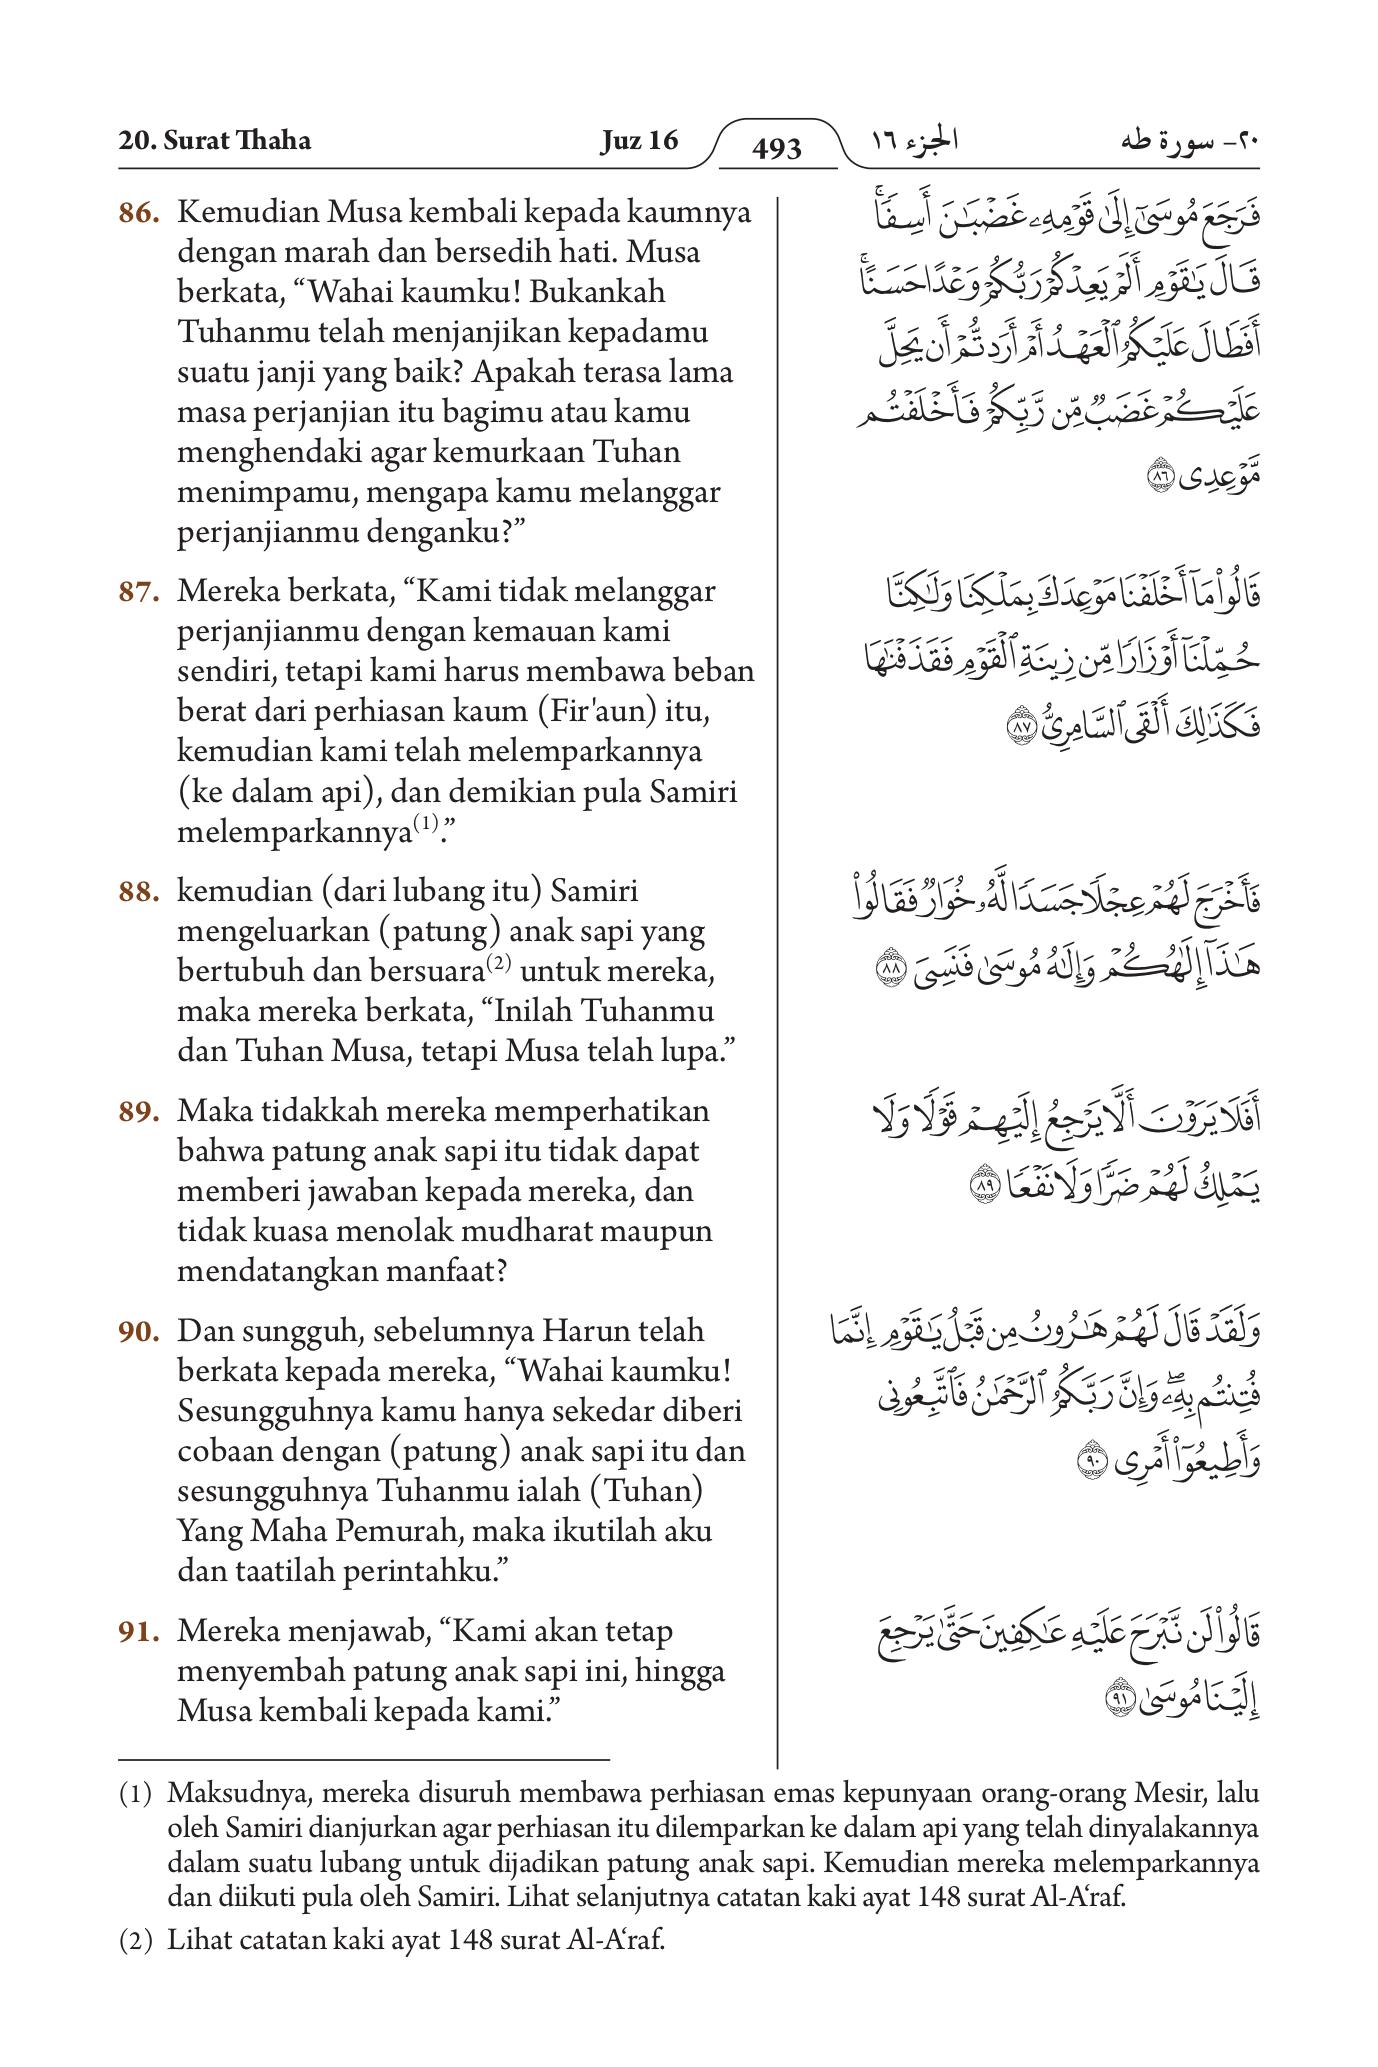 20. Surat Thaha Juz 16 493 الجزء ١٦ ٢٠- سورة طه
86. Kemudian Musa kembali kepada kaumnya
dengan marah dan bersedih hati. Musa
berkata, “Wahai kaumku! Bukankah
Tuhanmu telah menjanjikan kepadamu
suatu janji yang baik? Apakah terasa lama
masa perjanjian itu bagimu atau kamu
menghendaki agar kemurkaan Tuhan
menimpamu, mengapa kamu melanggar
perjanjianmu denganku?”
87. Mereka berkata, “Kami tidak melanggar
perjanjianmu dengan kemauan kami
sendiri, tetapi kami harus membawa beban
berat dari perhiasan kaum (Fir'aun) itu,
kemudian kami telah melemparkannya
(ke dalam api), dan demikian pula Samiri
melemparkannya(1).”
88. kemudian (dari lubang itu) Samiri
mengeluarkan (patung) anak sapi yang
bertubuh dan bersuara(2) untuk mereka,
maka mereka berkata, “Inilah Tuhanmu
dan Tuhan Musa, tetapi Musa telah lupa.”
89. Maka tidakkah mereka memperhatikan
bahwa patung anak sapi itu tidak dapat
memberi jawaban kepada mereka, dan
tidak kuasa menolak mudharat maupun
mendatangkan manfaat?
90. Dan sungguh, sebelumnya Harun telah
berkata kepada mereka, “Wahai kaumku!
Sesungguhnya kamu hanya sekedar diberi
cobaan dengan (patung) anak sapi itu dan
sesungguhnya Tuhanmu ialah (Tuhan)
Yang Maha Pemurah, maka ikutilah aku
dan taatilah perintahku.”
91. Mereka menjawab, “Kami akan tetap
menyembah patung anak sapi ini, hingga
Musa kembali kepada kami.”
فَرَجَعَ مُوسَىٰٓ إِلَىٰ قَوْمِهِۦ غَضْبَٰنَ أَسِفًاۚ
قَالَ يَٰقَوْمِ أَلَمْ يَعِدْكُمْ رَبُّكُمْ وَعْدًا حَسَنًاۚ
أَفَطَالَ عَلَيْكُمُ ٱلْعَهْدُ أَمْ أَرَدتُّمْ أَن يَحِلَّ
عَلَيْكُمْ غَضَبٌ مِّن رَّبِّكُمْ فَأَخْلَفْتُم
مَّوْعِدِى ٨٦
قَالُوا۟ مَآ أَخْلَفْنَا مَوْعِدَكَ بِمَلْكِنَا وَلَٰكِنَّا
حُمِّلْنَآ أَوْزَارًا مِّن زِينَةِ ٱلْقَوْمِ فَقَذَفْنَٰهَا
فَكَذَٰلِكَ أَلْقَى ٱلسَّامِرِىُّ ٨٧
فَأَخْرَجَ لَهُمْ عِجْلًا جَسَدًا لَّهُۥ خُوَارٌ فَقَالُوا۟
هَٰذَآ إِلَٰهُكُمْ وَإِلَٰهُ مُوسَىٰ فَنَسِىَ ٨٨
أَفَلَا يَرَوْنَ أَلَّا يَرْجِعُ إِلَيْهِمْ قَوْلًا وَلَا
يَمْلِكُ لَهُمْ ضَرًّا وَلَا نَفْعًا ٨٩
وَلَقَدْ قَالَ لَهُمْ هَٰرُونُ مِن قَبْلُ يَٰقَوْمِ إِنَّمَا
فُتِنتُم بِهِۦۖ وَإِنَّ رَبَّكُمُ ٱلرَّحْمَٰنُ فَٱتَّبِعُونِى
وَأَطِيعُوٓا۟ أَمْرِى ٩٠
قَالُوا۟ لَن نَّبْرَحَ عَلَيْهِ عَٰكِفِينَ حَتَّىٰ يَرْجِعَ
إِلَيْنَا مُوسَىٰ ٩١
(1) Maksudnya, mereka disuruh membawa perhiasan emas kepunyaan orang-orang Mesir, lalu
oleh Samiri dianjurkan agar perhiasan itu dilemparkan ke dalam api yang telah dinyalakannya
dalam suatu lubang untuk dijadikan patung anak sapi. Kemudian mereka melemparkannya
dan diikuti pula oleh Samiri. Lihat selanjutnya catatan kaki ayat 148 surat Al-A‘raf.
(2) Lihat catatan kaki ayat 148 surat Al-A‘raf.